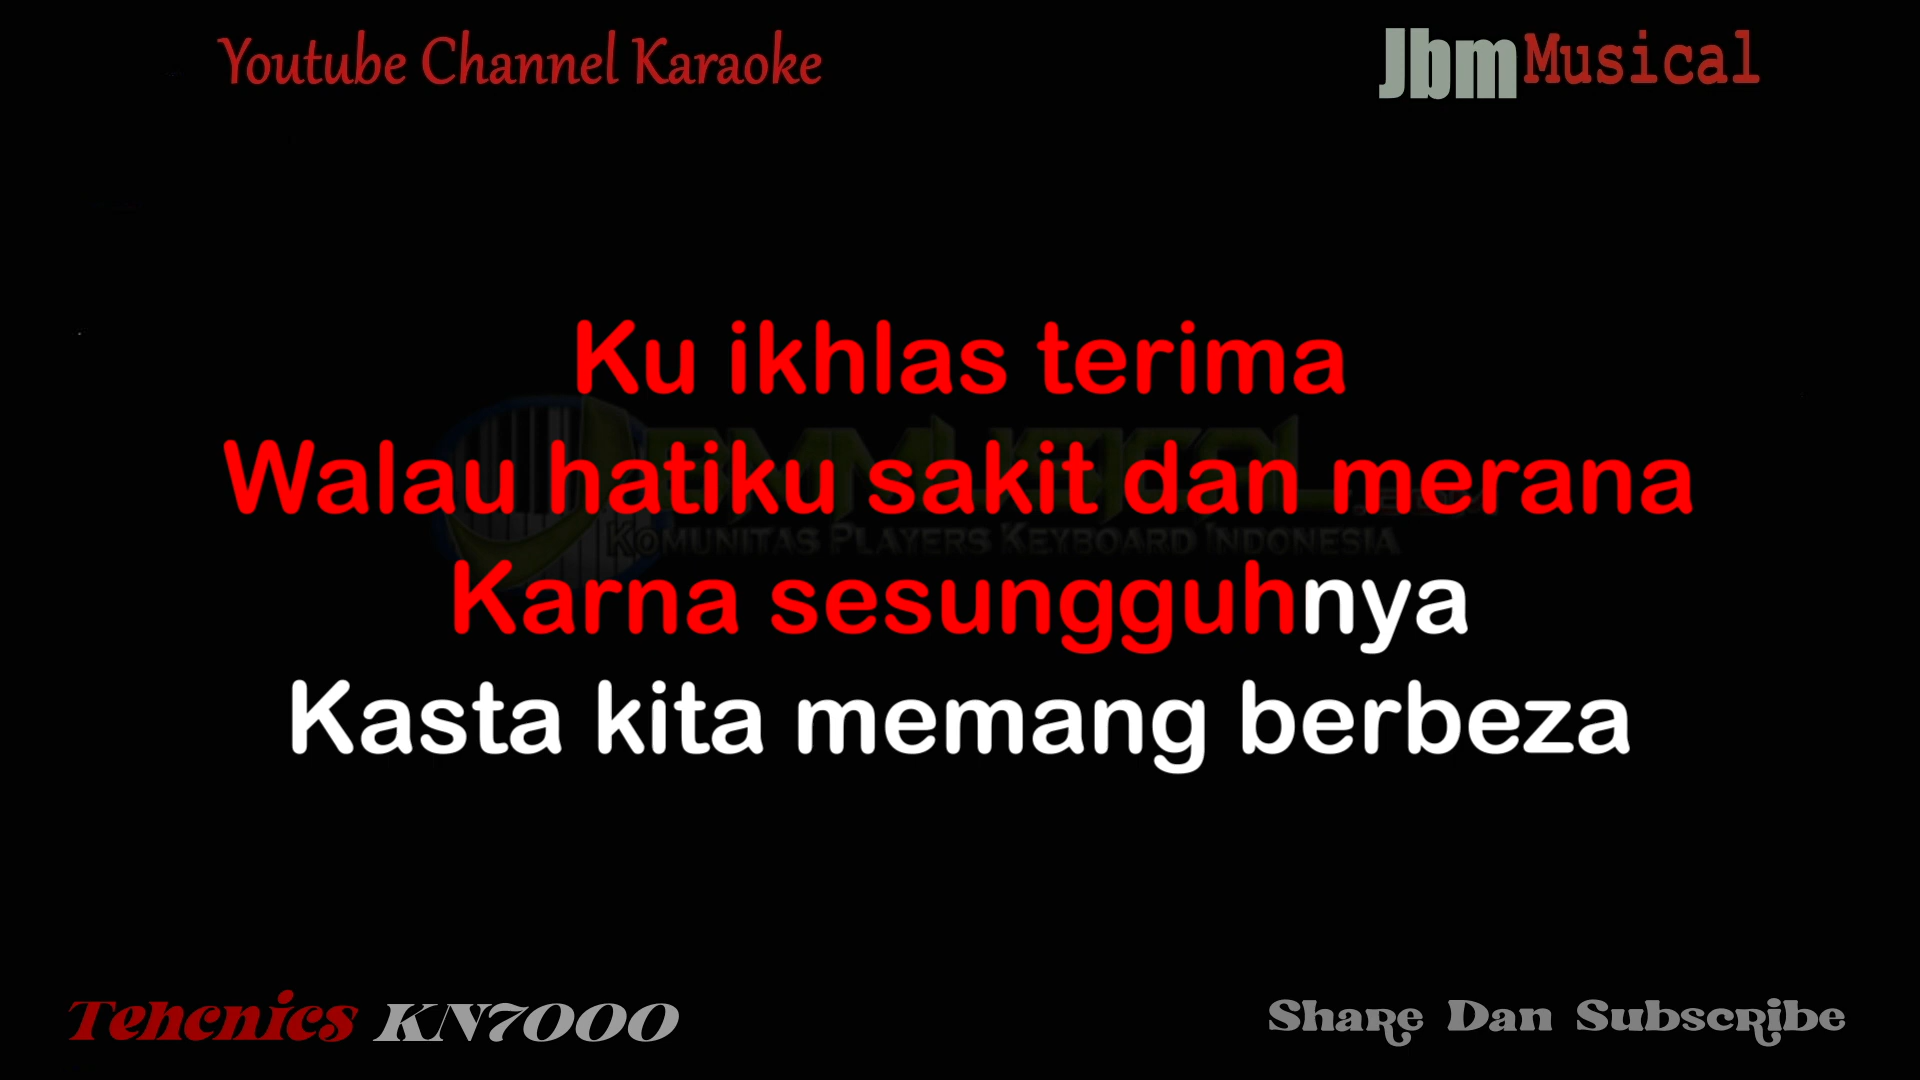 Youtube Channel Karaoke
JbmMusical
Ku ikhlas terima
Walau hatiku sakit dan merana
KOMUNITAS PLAYERS KEYBOARD INDONESIA
Karna sesungguhnya
Kasta kita memang berbeza
Tehcnics KN7000
Share Dan Subscribe